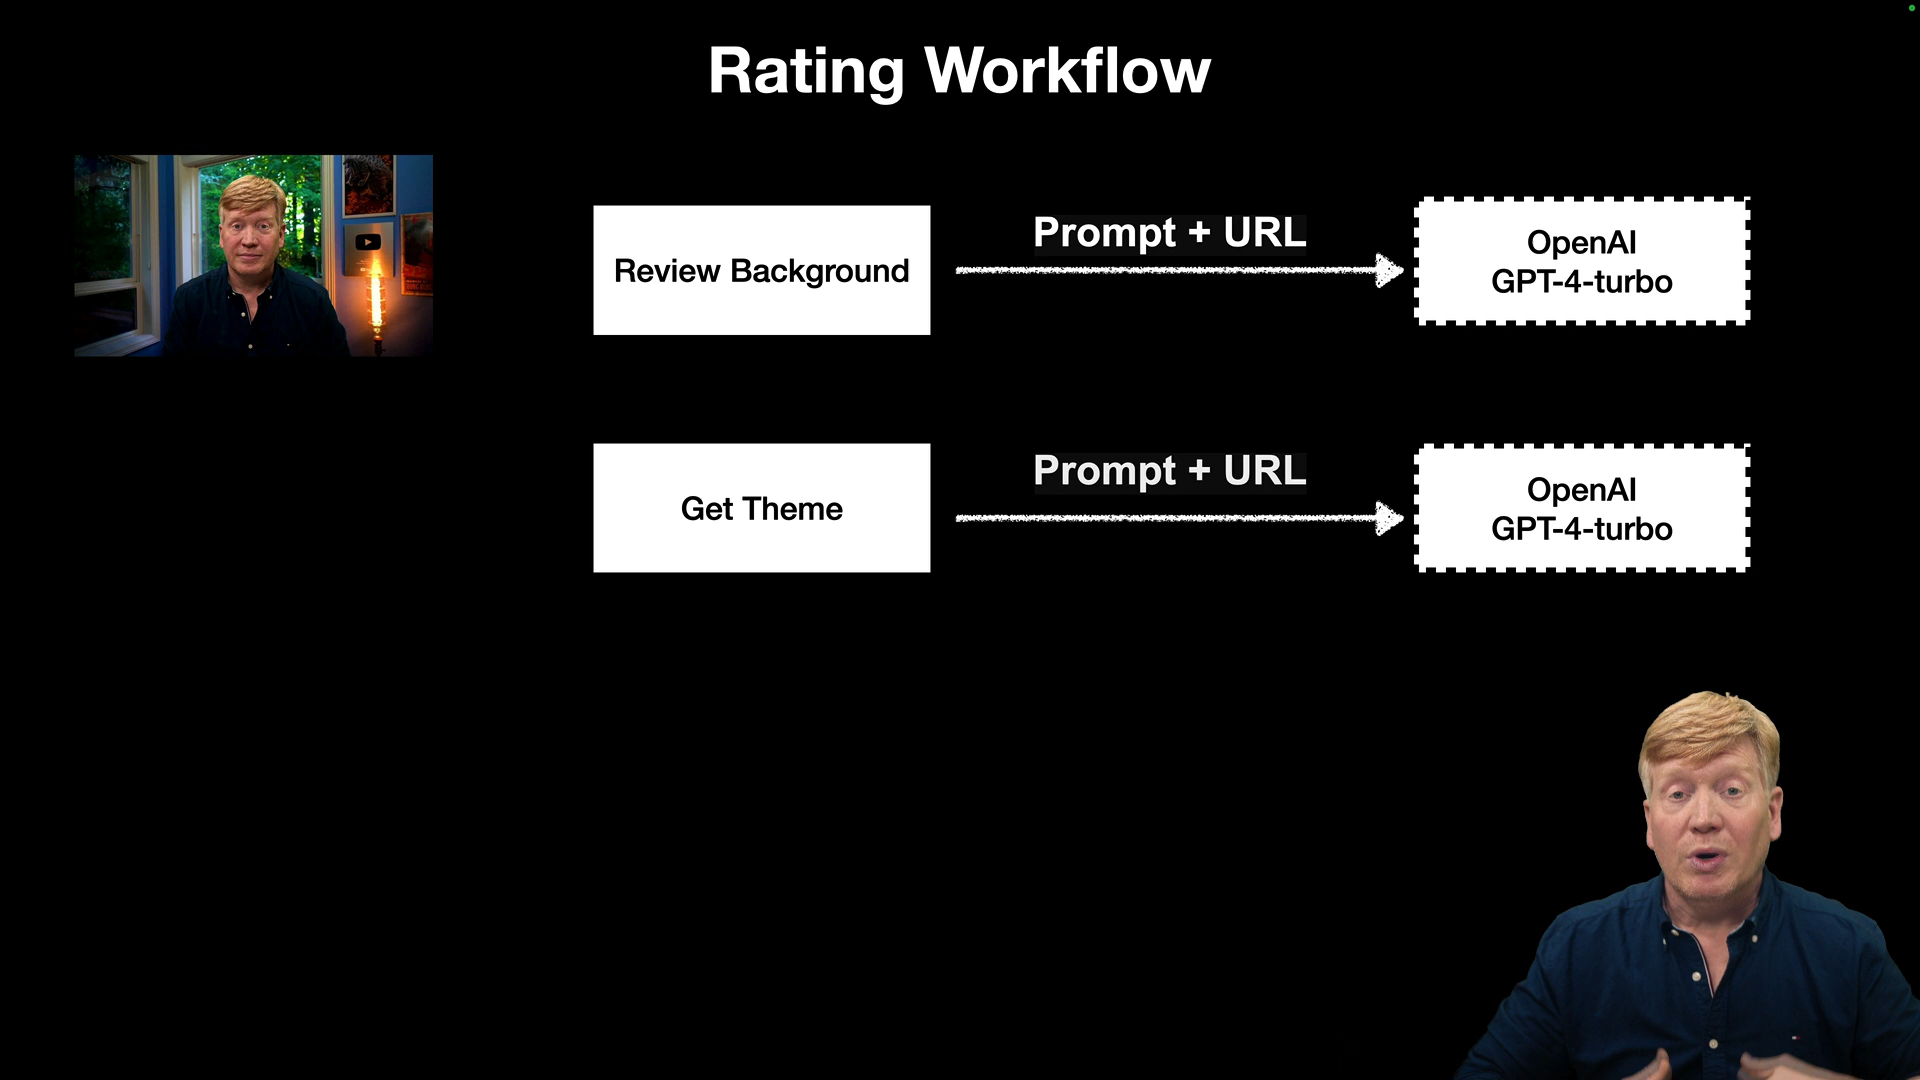 Rating Workflow
Review Background
Prompt + URL
OpenAI
GPT-4-turbo
Get Theme
Prompt + URL
OpenAI
GPT-4-turbo